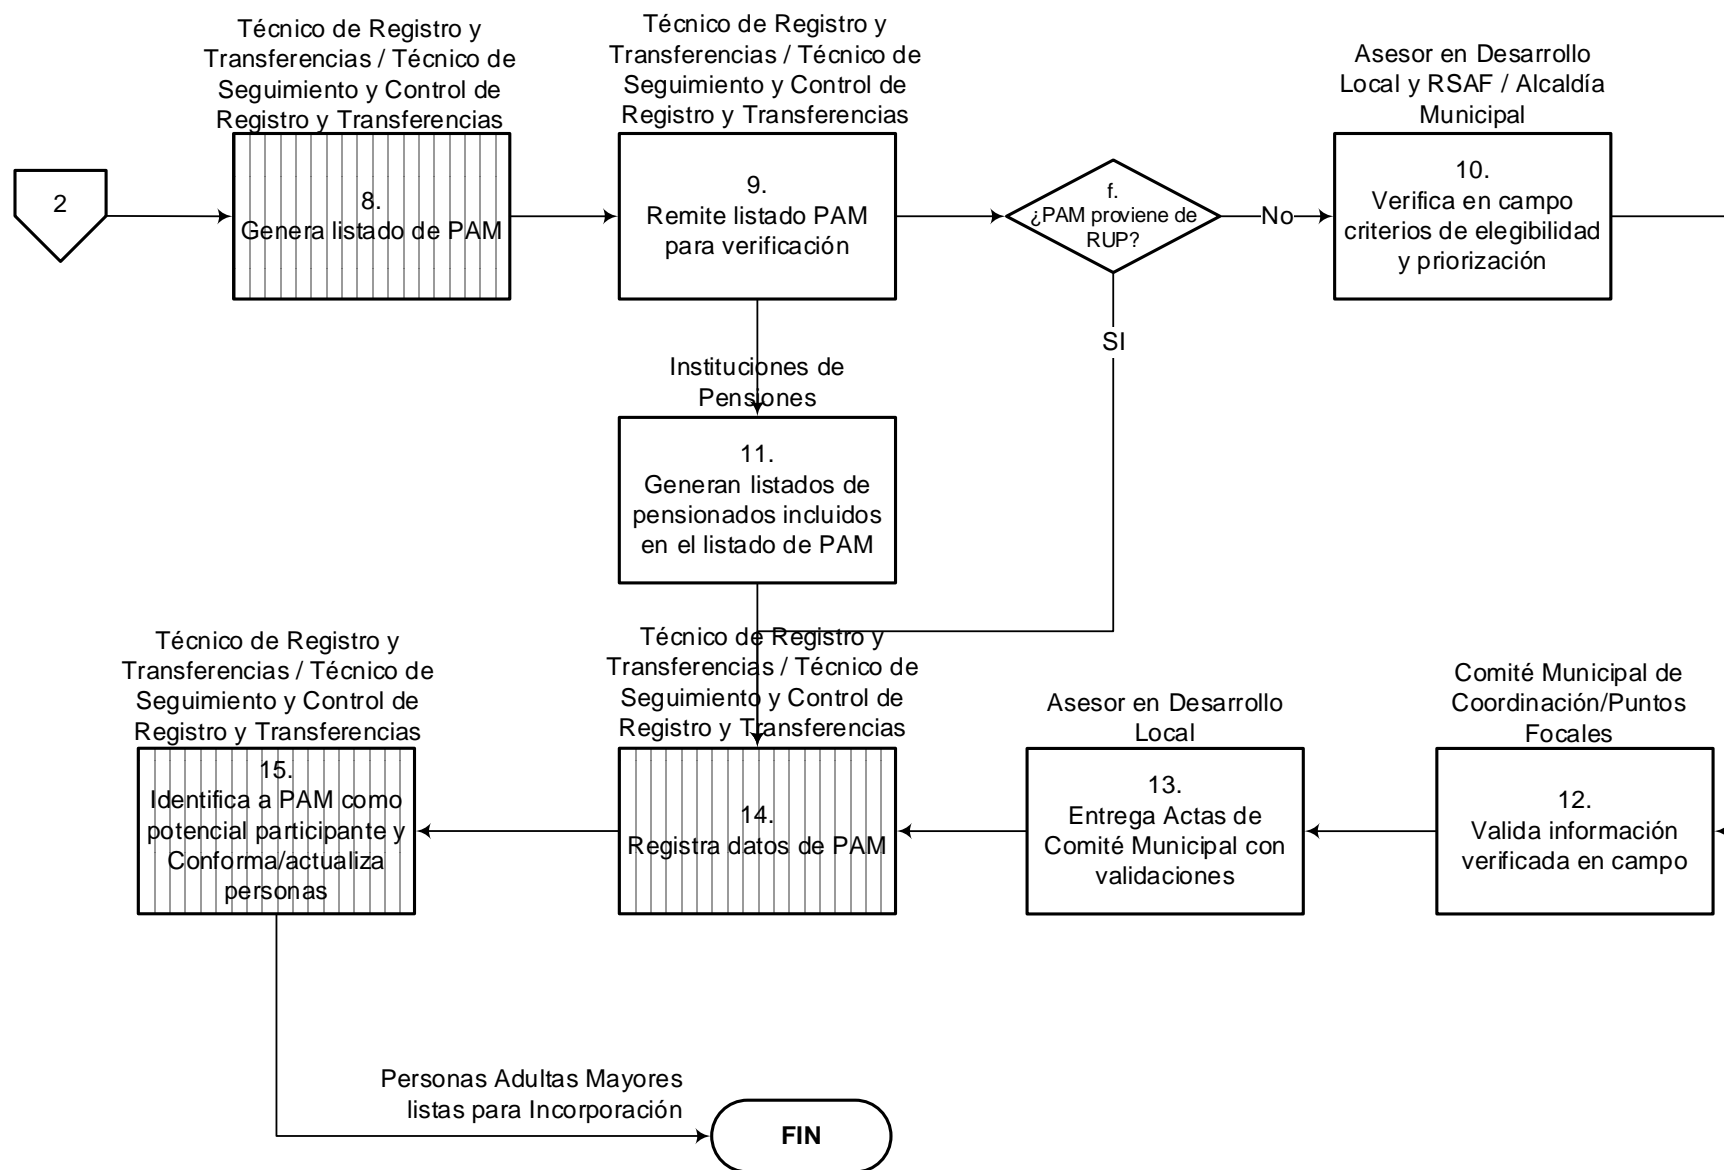 Técnico de Registro y
Transferencias / Técnico de
Seguimiento y Control de
Registro y Transferencias
Técnico de Registro y
Transferencias / Técnico de
Seguimiento y Control de
Registro y Transferencias
Asesor en Desarrollo
Local y RSAF / Alcaldía
Municipal
2
8.
Genera listado de PAM
9.
Remite listado PAM
para verificación
f.
¿PAM proviene de
RUP?
No
10.
Verifica en campo
criterios de elegibilidad
y priorización
SI
Instituciones de
Pensiones
11.
Generan listados de
pensionados incluidos
en el listado de PAM
Técnico de Registro y
Transferencias / Técnico de
Seguimiento y Control de
Registro y Transferencias
Técnico de Registro y
Transferencias / Técnico de
Seguimiento y Control de
Registro y Transferencias
Asesor en Desarrollo
Local
Comité Municipal de
Coordinación/Puntos
Focales
15.
Identifica a PAM como
potencial participante y
Conforma/actualiza
personas
14.
Registra datos de PAM
13.
Entrega Actas de
Comité Municipal con
validaciones
12.
Valida información
verificada en campo
Personas Adultas Mayores
listas para Incorporación
FIN